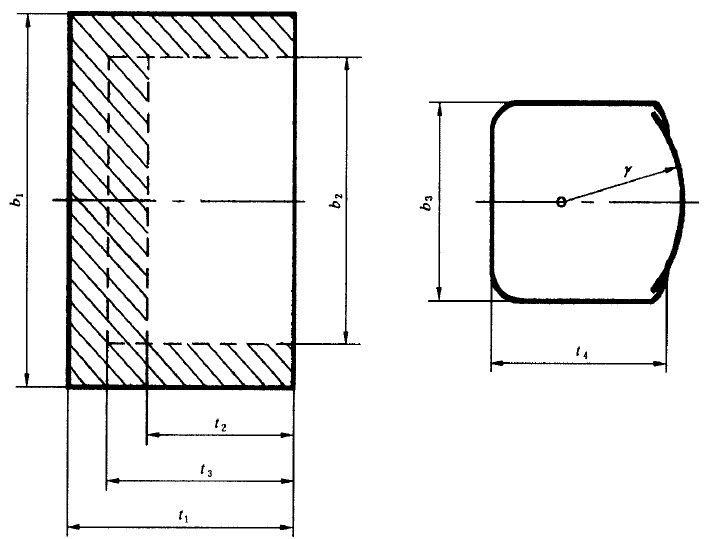 b₁
b₂
t₂
t₃
t₁
b₃
r
t₄